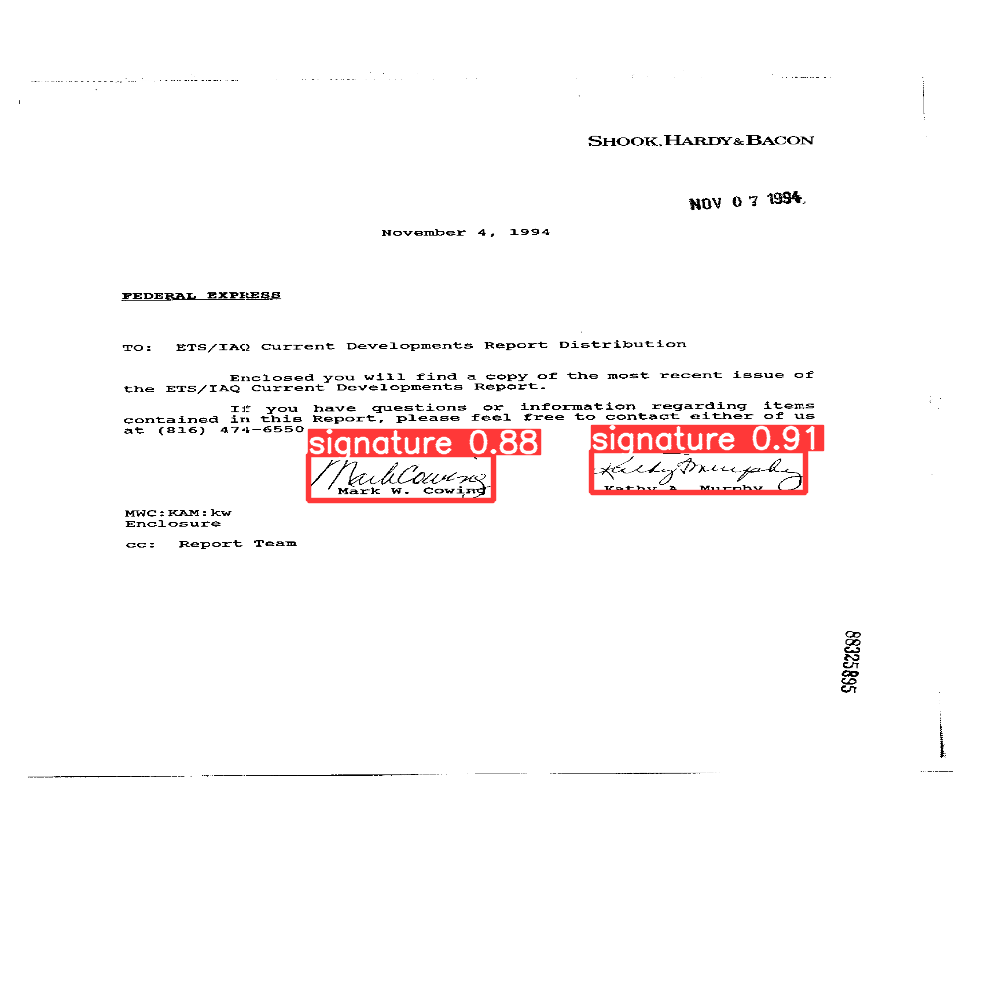 SHOOK, HARDY & BACON
NOV 07 1994
November 4, 1994
FEDERAL EXPRESS
TO: ETS/IAQ Current Developments Report Distribution
Enclosed you will find a copy of the most recent issue of
the ETS/IAQ Current Developments Report.
If you have questions or information regarding items
contained in this Report, please feel free to contact either of us
at (816) 474-6550
signature 0.88 signature 0.91
Mark Cowing Kathy A Murphy
Mark W. Cowing Kathy A. Murphy
MWC:KAM:kw
Enclosure
cc: Report Team
88325895